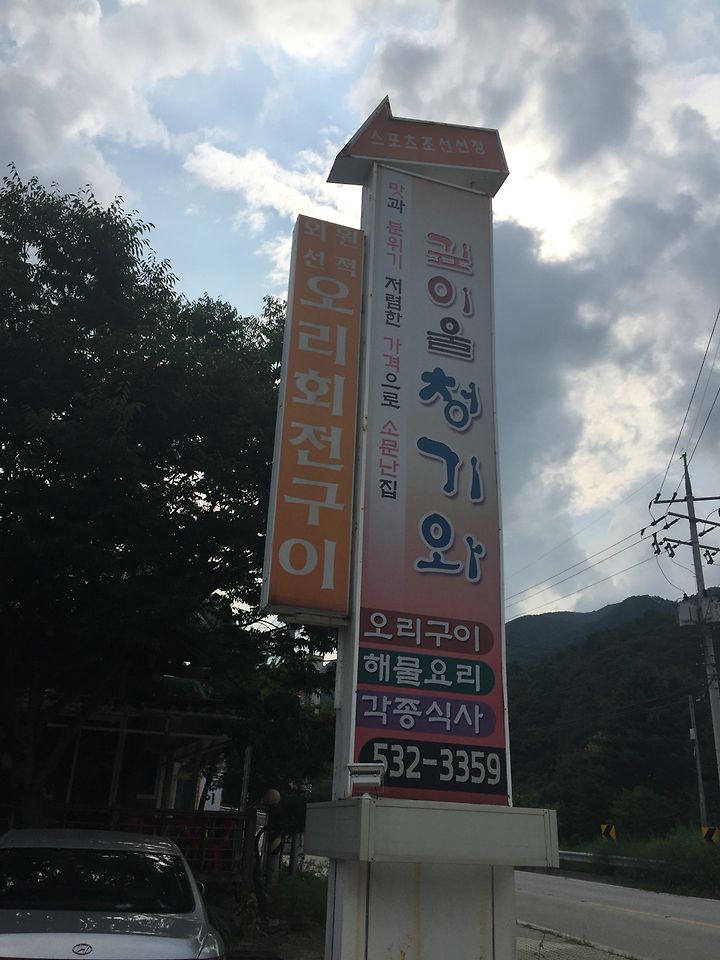 스포츠조선선정
외원
선적
오리회전구이
맛과 분위기 저렴한 가격으로 소문난집
깊이울청기와
오리구이
해물요리
각종식사
532-3359